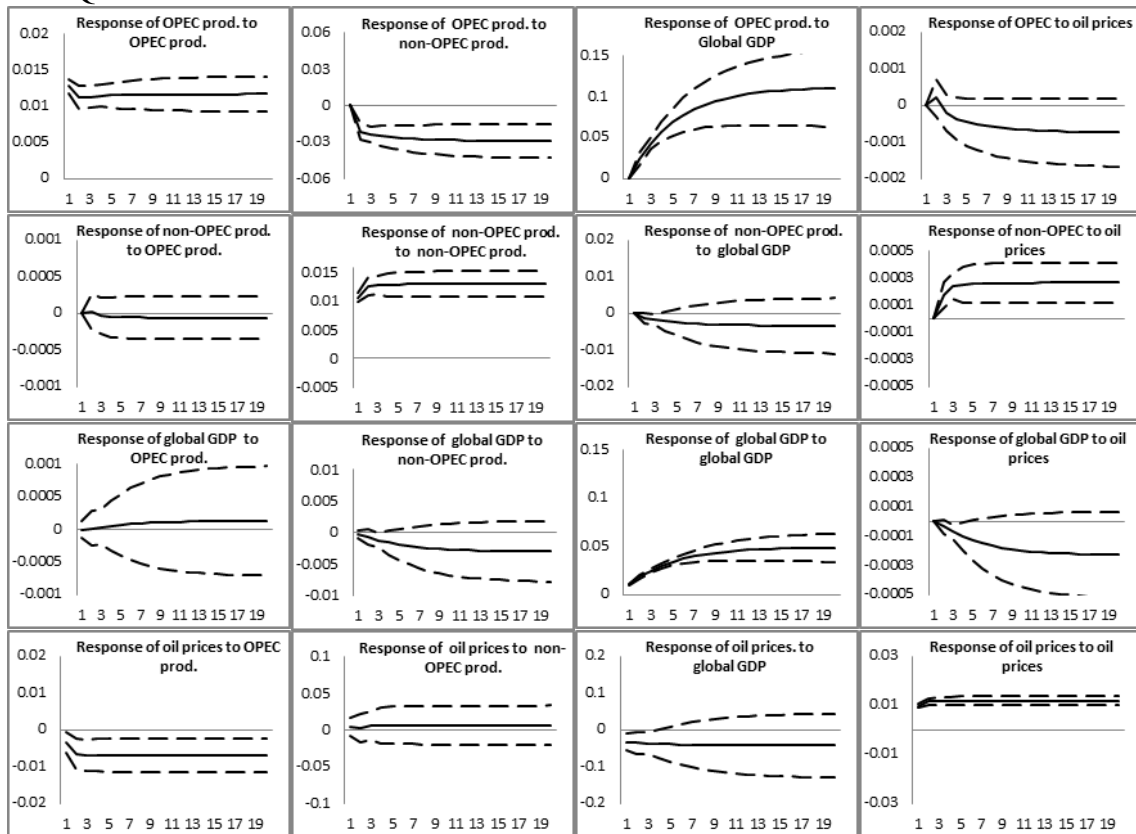 Response of OPEC prod. to
OPEC prod.
0.02
0.015
0.01
0.005
0
1 3 5 7 9 11 13 15 17 19
Response of OPEC prod. to
non-OPEC prod.
0.06
0.03
0
-0.03
-0.06
1 3 5 7 9 11 13 15 17 19
Response of OPEC prod. to
Global GDP
0.15
0.1
0.05
0
1 3 5 7 9 11 13 15 17 19
Response of OPEC to oil prices
0.002
0.001
0
-0.001
-0.002
1 3 5 7 9 11 13 15 17 19
Response of non-OPEC prod.
to OPEC prod.
0.001
0.0005
0
-0.0005
-0.001
1 3 5 7 9 11 13 15 17 19
Response of non-OPEC prod.
to non-OPEC prod.
0.015
0.01
0.005
0
-0.005
1 3 5 7 9 11 13 15 17 19
Response of non-OPEC prod.
to global GDP
0.02
0.01
0
-0.01
-0.02
1 3 5 7 9 11 13 15 17 19
Response of non-OPEC to oil
prices
0.0005
0.0003
0.0001
-0.0001
-0.0003
-0.0005
1 3 5 7 9 11 13 15 17 19
Response of global GDP to
OPEC prod.
0.001
0.0005
0
-0.0005
-0.001
1 3 5 7 9 11 13 15 17 19
Response of global GDP to
non-OPEC prod.
0.01
0.005
0
-0.005
-0.01
1 3 5 7 9 11 13 15 17 19
Response of global GDP to
global GDP
0.15
0.1
0.05
0
1 3 5 7 9 11 13 15 17 19
Response of global GDP to oil
prices
0.0005
0.0003
0.0001
-0.0001
-0.0003
-0.0005
1 3 5 7 9 11 13 15 17 19
Response of oil prices to OPEC
prod.
0.02
0.01
0
-0.01
-0.02
1 3 5 7 9 11 13 15 17 19
Response of oil prices to non-
OPEC prod.
0.1
0.05
0
-0.05
-0.1
1 3 5 7 9 11 13 15 17 19
Response of oil prices. to
global GDP
0.2
0.1
0
-0.1
-0.2
1 3 5 7 9 11 13 15 17 19
Response of oil prices to oil
prices
0.03
0.01
-0.01
-0.03
1 3 5 7 9 11 13 15 17 19